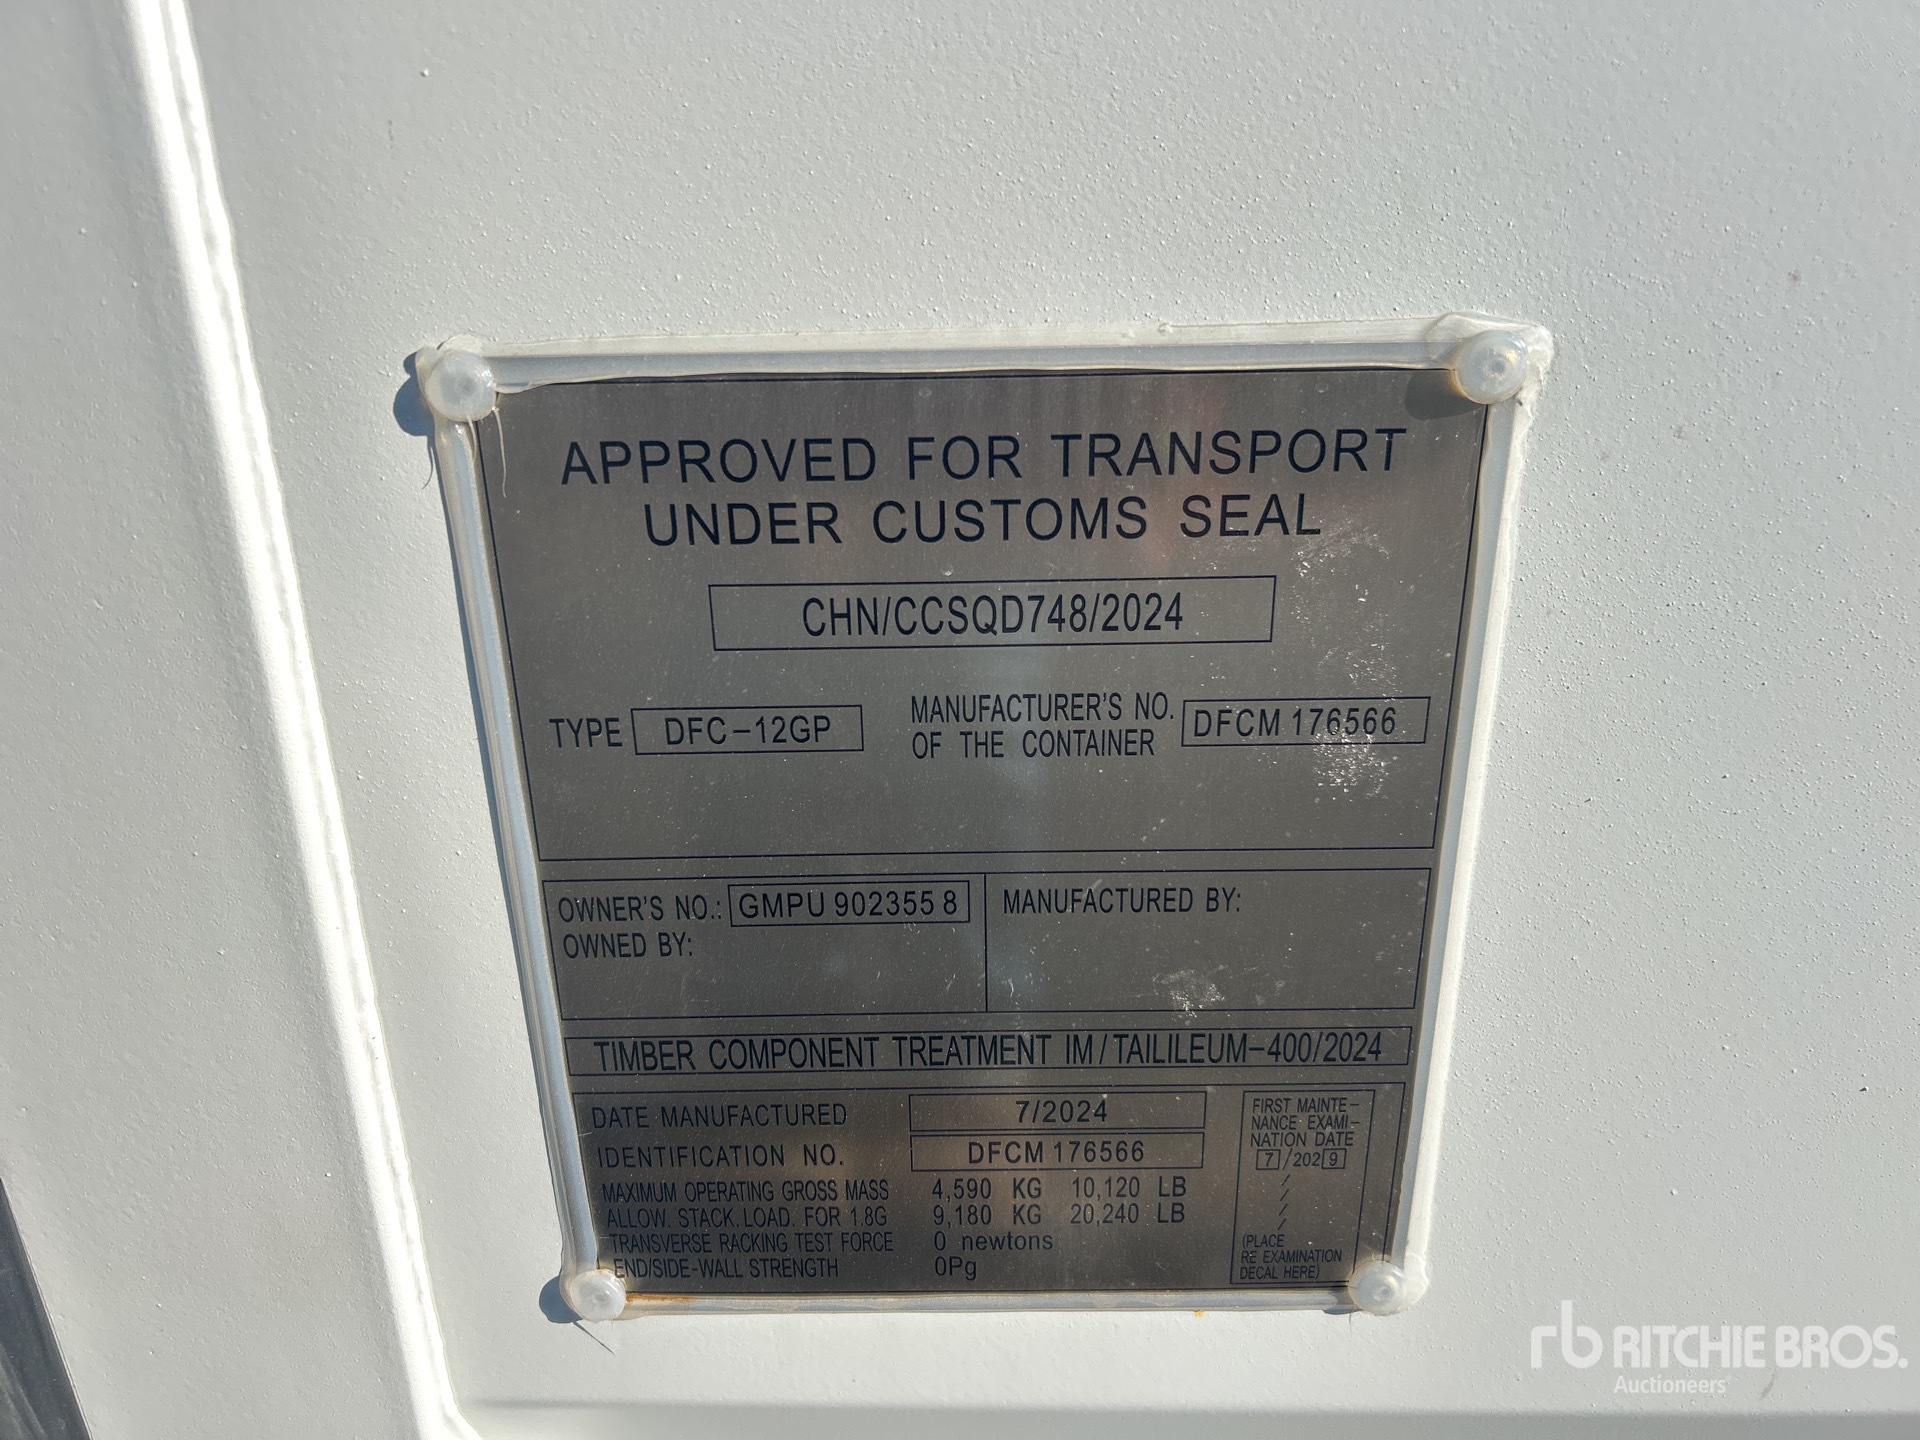 APPROVED FOR TRANSPORT
UNDER CUSTOMS SEAL
CHN/CCSQD748/2024
TYPE DFC-12GP
MANUFACTURER'S NO.
OF THE CONTAINER
DFCM 176566
OWNER'S NO.: GMPU 902355 8
OWNED BY:
MANUFACTURED BY:
TIMBER COMPONENT TREATMENT IM/TAILILEUM-400/2024
DATE MANUFACTURED 7/2024
IDENTIFICATION NO. DFCM 176566
MAXIMUM OPERATING GROSS MASS 4,590 KG 10,120 LB
ALLOW. STACK. LOAD. FOR 1.8G 9,180 KG 20,240 LB
TRANSVERSE RACKING TEST FORCE 0 newtons
END/SIDE-WALL STRENGTH 0Pg
FIRST MAINTE-
NANCE EXAMI-
NATION DATE
7/2029
/
/
/
/
(PLACE
RE EXAMINATION
DECAL HERE)
rb RITCHIE BROS.
Auctioneers